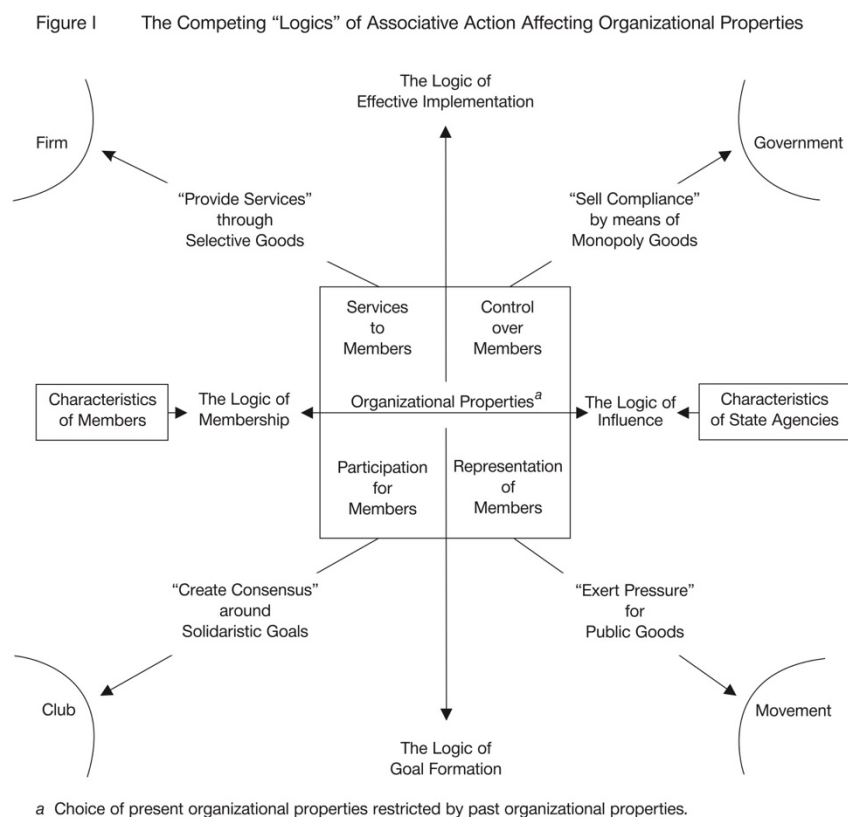 Figure I The Competing “Logics” of Associative Action Affecting Organizational Properties
The Logic of
Effective Implementation
Firm
Government
“Provide Services”
through
Selective Goods
“Sell Compliance”
by means of
Monopoly Goods
Services
to
Members
Control
over
Members
Characteristics
of Members
The Logic of
Membership
Organizational Properties a
The Logic of
Influence
Characteristics
of State Agencies
Participation
for
Members
Representation
of
Members
“Create Consensus”
around
Solidaristic Goals
“Exert Pressure”
for
Public Goods
Club
Movement
The Logic of
Goal Formation
a Choice of present organizational properties restricted by past organizational properties.